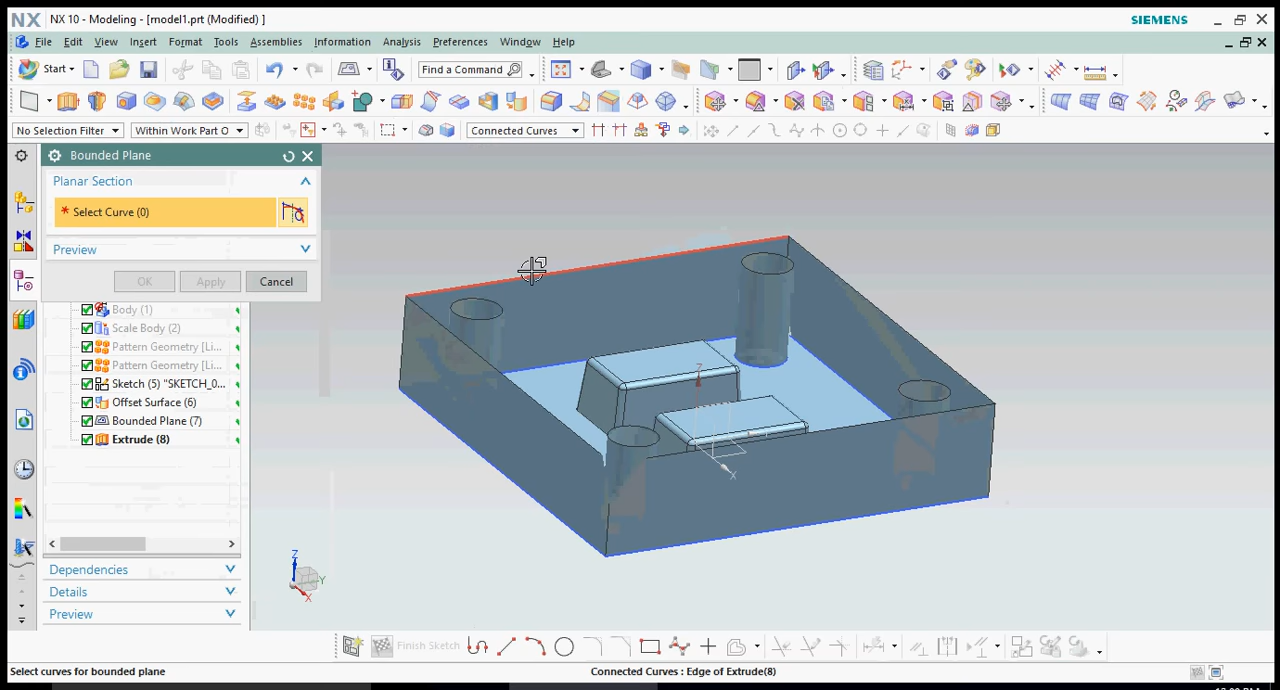 NX NX 10 - Modeling - [model1.prt (Modified) ] SIEMENS
File Edit View Insert Format Tools Assemblies Information Analysis Preferences Window Help
Start Find a Command
No Selection Filter Within Work Part O Connected Curves
Bounded Plane
Planar Section
* Select Curve (0)
Preview
OK Apply Cancel
Body (1)
Scale Body (2)
Pattern Geometry [Li...
Pattern Geometry [Li...
Sketch (5) "SKETCH_0...
Offset Surface (6)
Bounded Plane (7)
Extrude (8)
Z
X
Z
Y
X
Dependencies
Details
Preview
Finish Sketch
Select curves for bounded plane Connected Curves : Edge of Extrude(8)